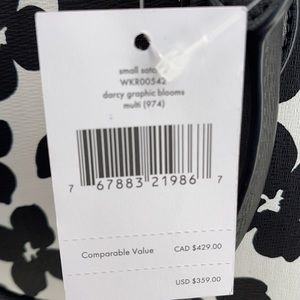 small satc
WKR00542
darcy graphic blooms
multi (974)
7 67883 21986 7
Comparable Value CAD $429.00
USD $359.00